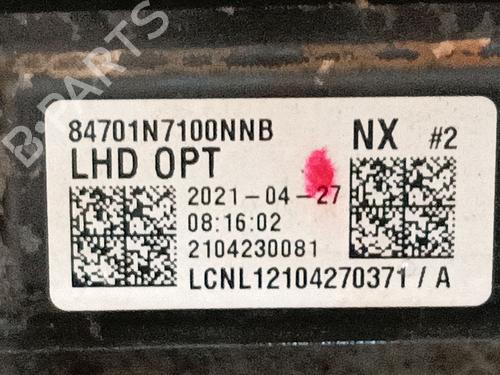 B-PARTS
84701N7100NNB
NX #2
LHD OPT
2021-04-27
08:16:02
2104230081
LCNL12104270371 / A